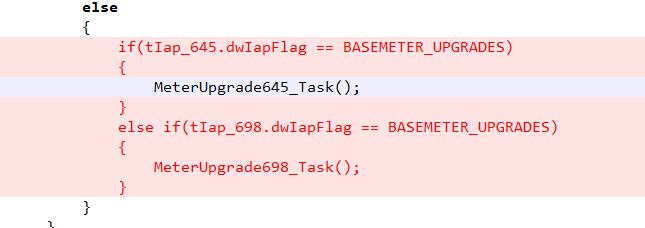 else
{
if(tIap_645.dwIapFlag == BASEMETER_UPGRADES)
{
MeterUpgrade645_Task();
}
else if(tIap_698.dwIapFlag == BASEMETER_UPGRADES)
{
MeterUpgrade698_Task();
}
}
}